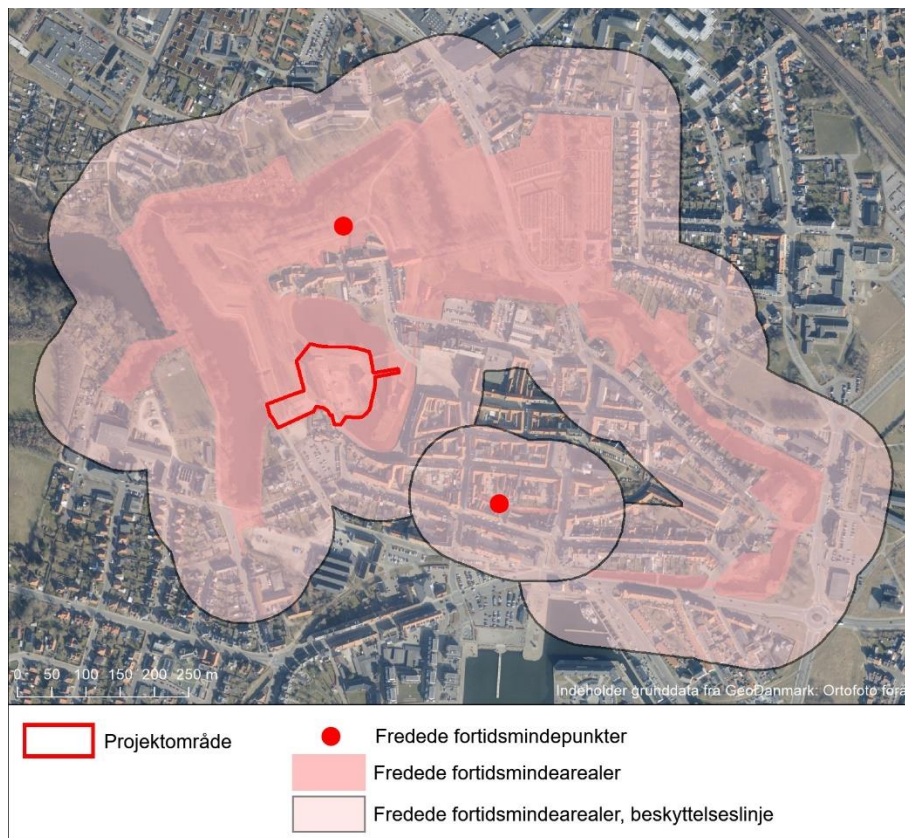 0 50 100 150 200 250 m
Indeholder grunddata fra GeoDanmark: Ortofoto fora
Projektområde
Fredede fortidsmindepunkter
Fredede fortidsmindearealer
Fredede fortidsmindearealer, beskyttelseslinje